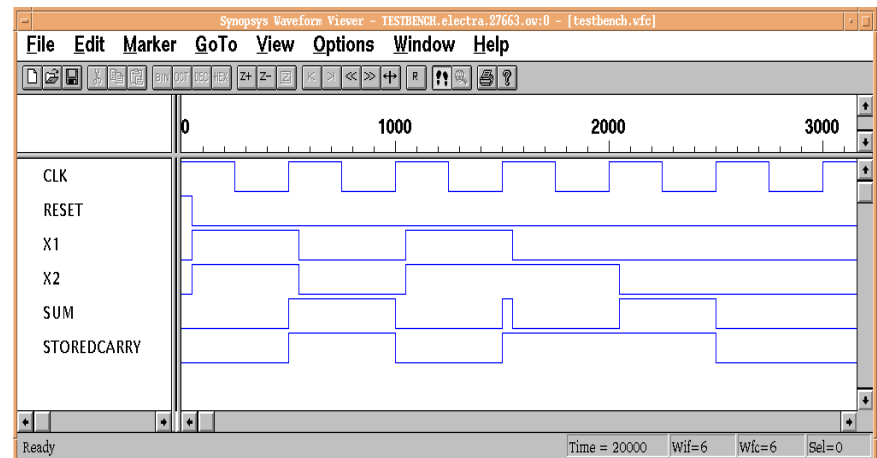 Synopsys Waveform Viewer - TESTBENCH.electra.27663.ow:0 - [testbench.wfc]
File Edit Marker GoTo View Options Window Help
BIN OCT DEC HEX Z+ Z- Z R ?
0 1000 2000 3000
CLK
RESET
X1
X2
SUM
STOREDCARRY
Ready Time = 20000 Wif=6 Wfc=6 Sel=0